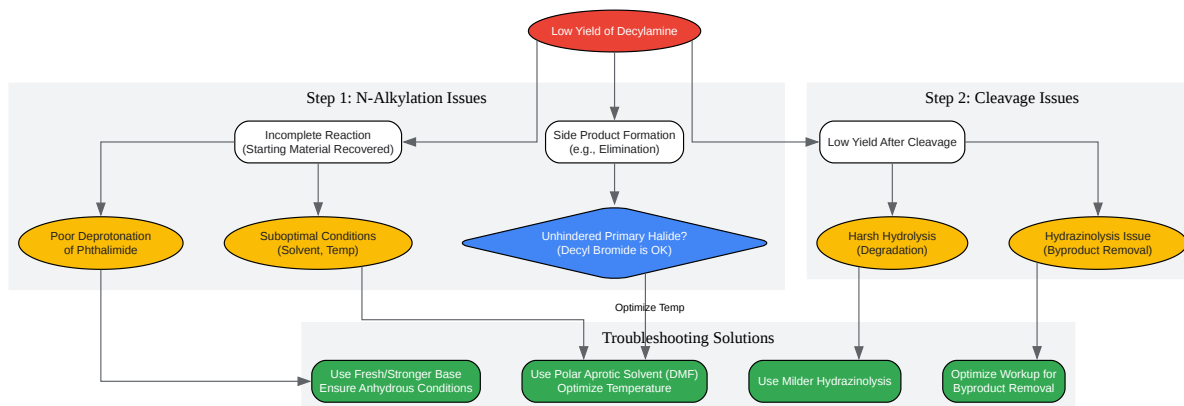 Low Yield of Decylamine
Step 1: N-Alkylation Issues
Step 2: Cleavage Issues
Incomplete Reaction
(Starting Material Recovered)
Side Product Formation
(e.g., Elimination)
Low Yield After Cleavage
Poor Deprotonation
of Phthalimide
Suboptimal Conditions
(Solvent, Temp)
Unhindered Primary Halide?
(Decyl Bromide is OK)
Harsh Hydrolysis
(Degradation)
Hydrazinolysis Issue
(Byproduct Removal)
Optimize Temp
Troubleshooting Solutions
Use Fresh/Stronger Base
Ensure Anhydrous Conditions
Use Polar Aprotic Solvent (DMF)
Optimize Temperature
Use Milder Hydrazinolysis
Optimize Workup for
Byproduct Removal